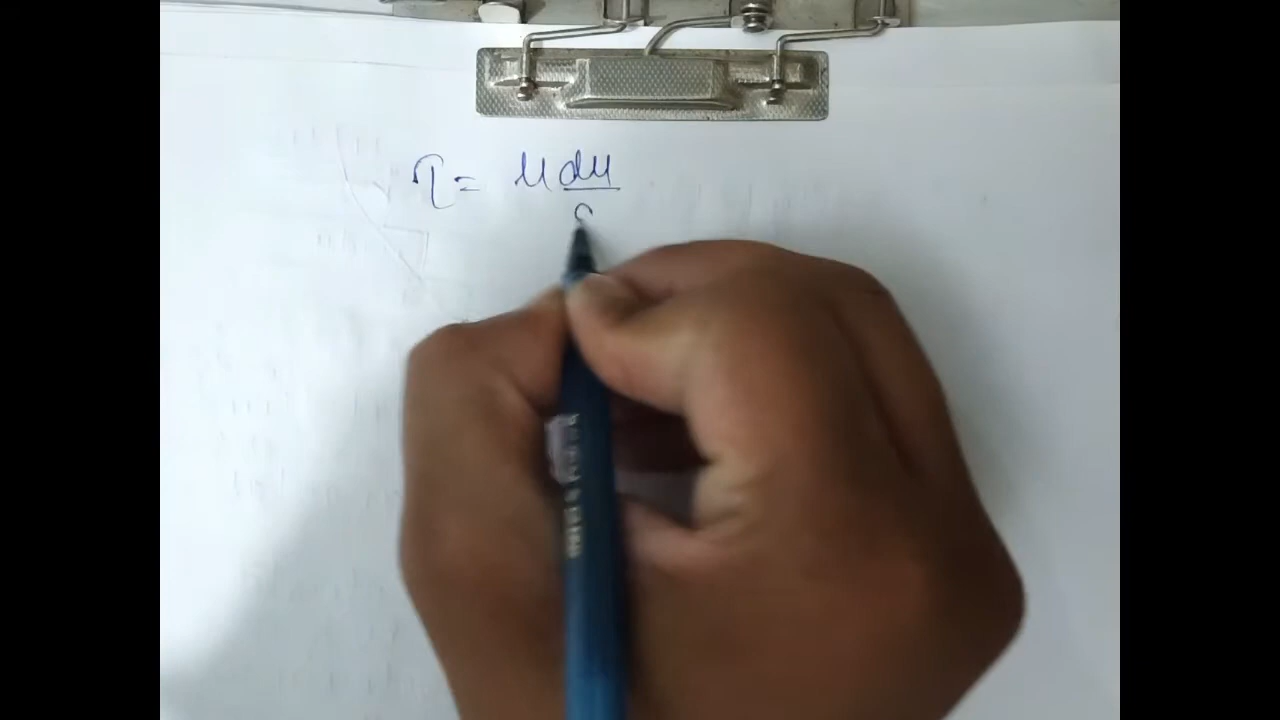 τ = μ du